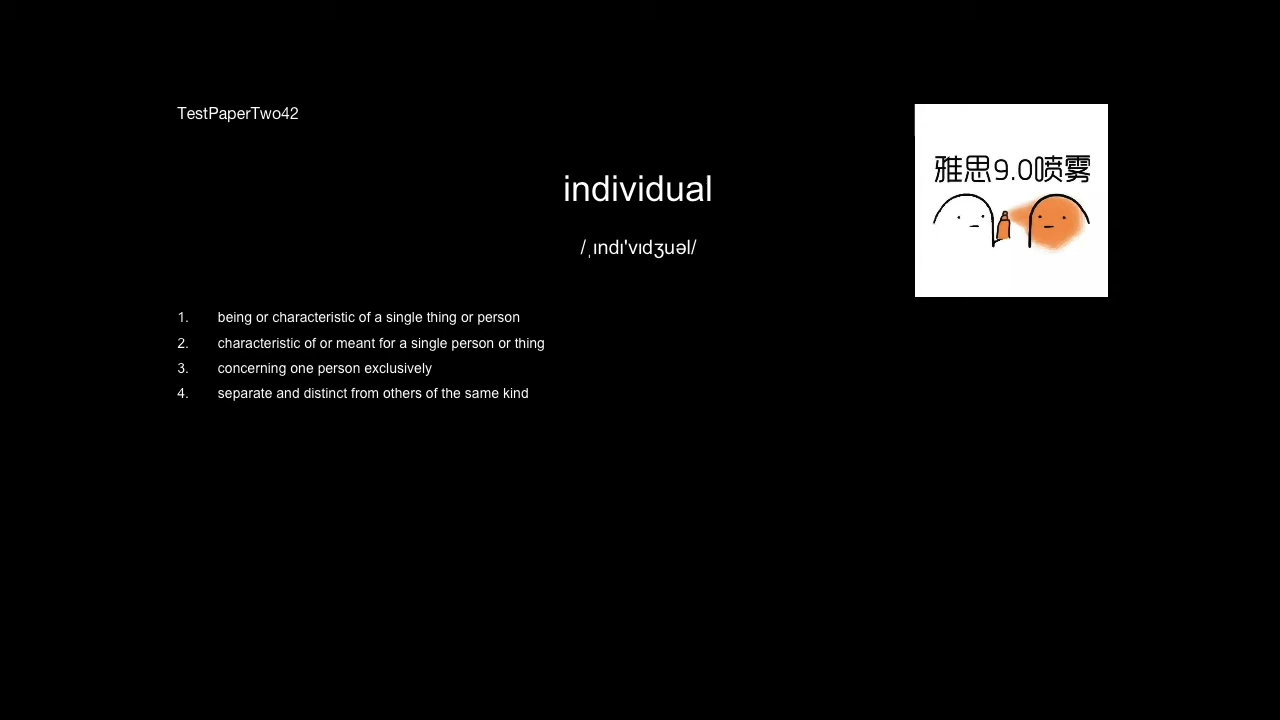 TestPaperTwo42
雅思9.0喷雾
individual
/ˌɪndɪ'vɪdʒuəl/
1. being or characteristic of a single thing or person
2. characteristic of or meant for a single person or thing
3. concerning one person exclusively
4. separate and distinct from others of the same kind